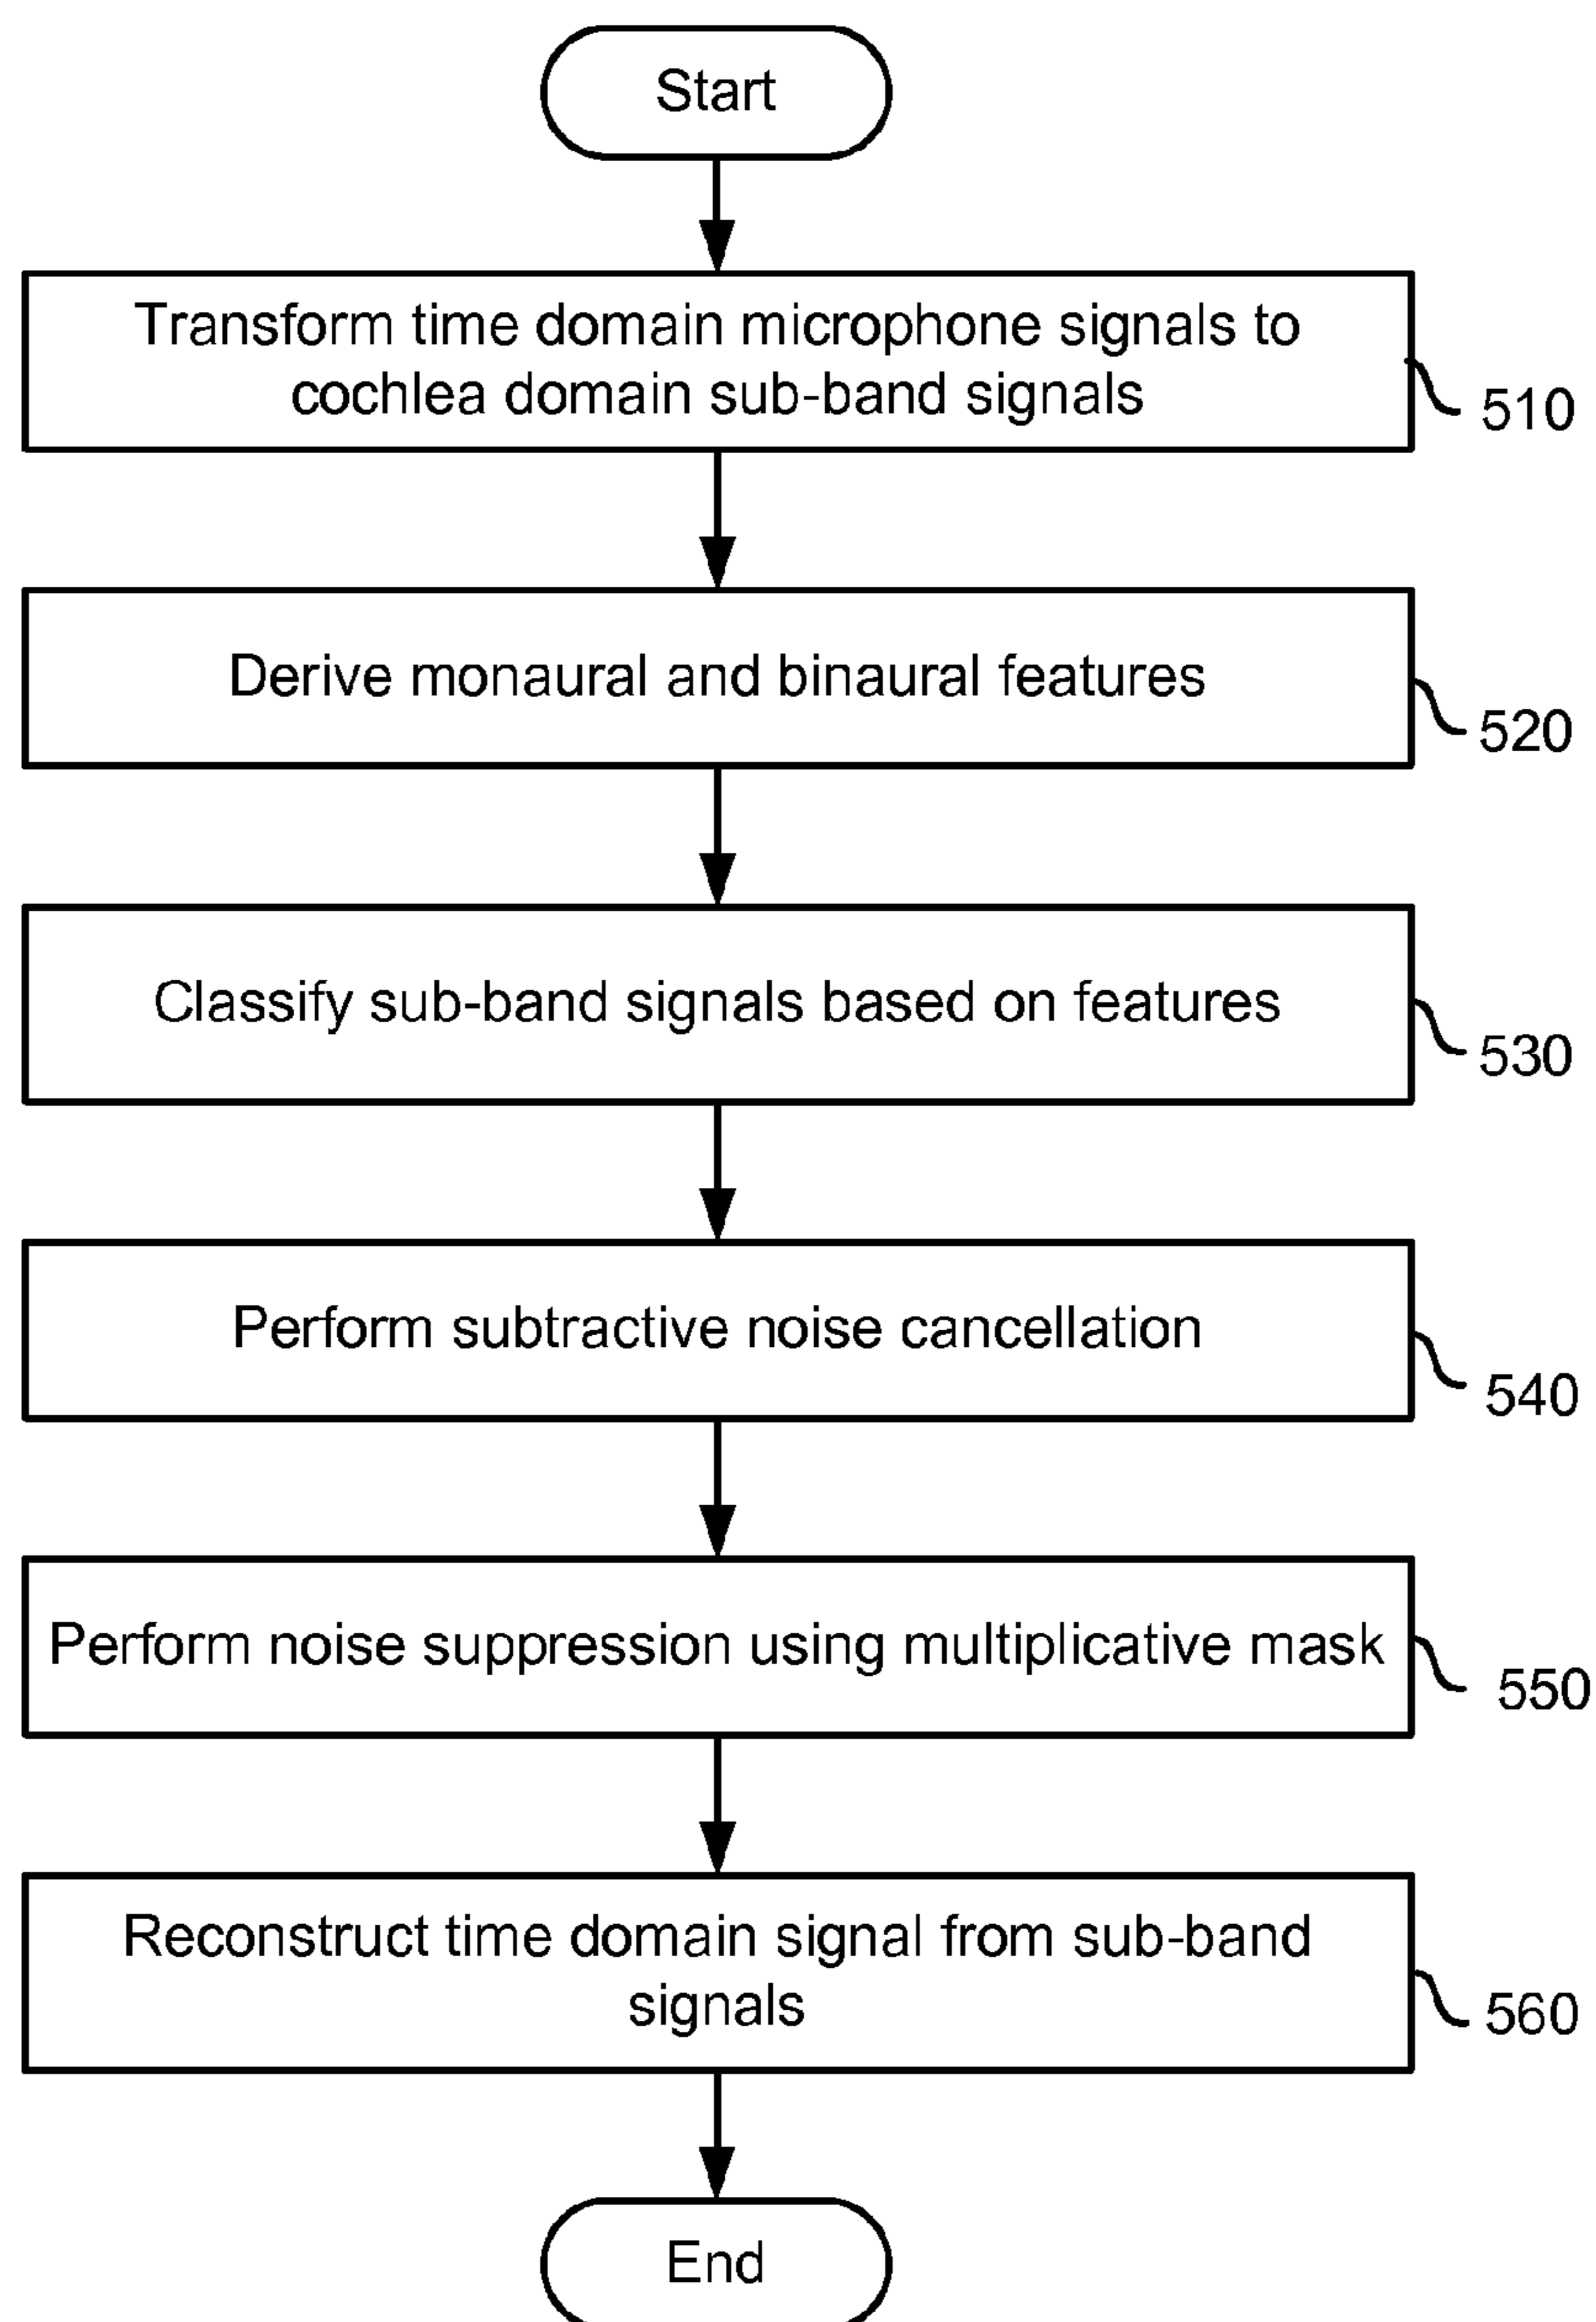 Start
Transform time domain microphone signals to
cochlea domain sub-band signals
510
Derive monaural and binaural features
520
Classify sub-band signals based on features
530
Perform subtractive noise cancellation
540
Perform noise suppression using multiplicative mask
550
Reconstruct time domain signal from sub-band
signals
560
End